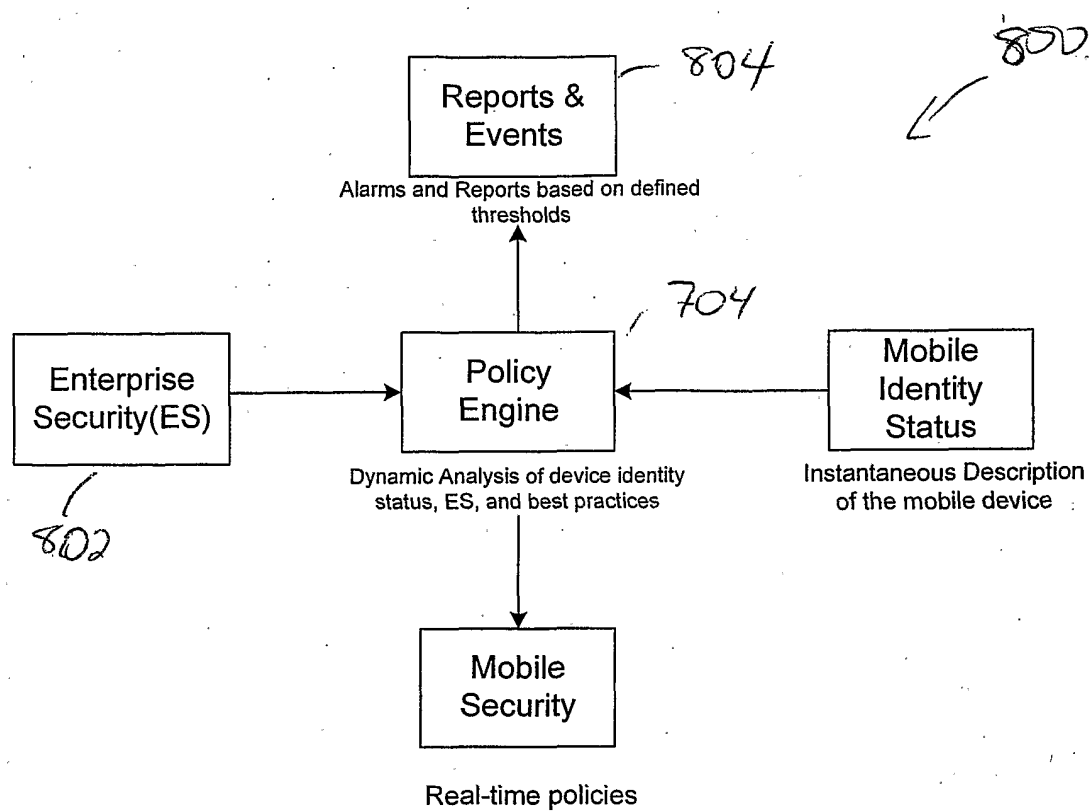 800
804
Reports &
Events
Alarms and Reports based on defined
thresholds
704
Enterprise
Security(ES)
Policy
Engine
Mobile
Identity
Status
Dynamic Analysis of device identity
status, ES, and best practices
Instantaneous Description
of the mobile device
802
Mobile
Security
Real-time policies